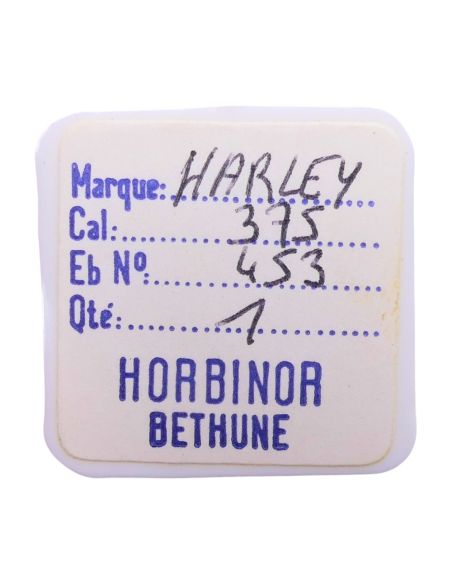 Marque: HARLEY
Cal: 375
Eb Nº: 453
Qté: 1
HORBINOR
BETHUNE